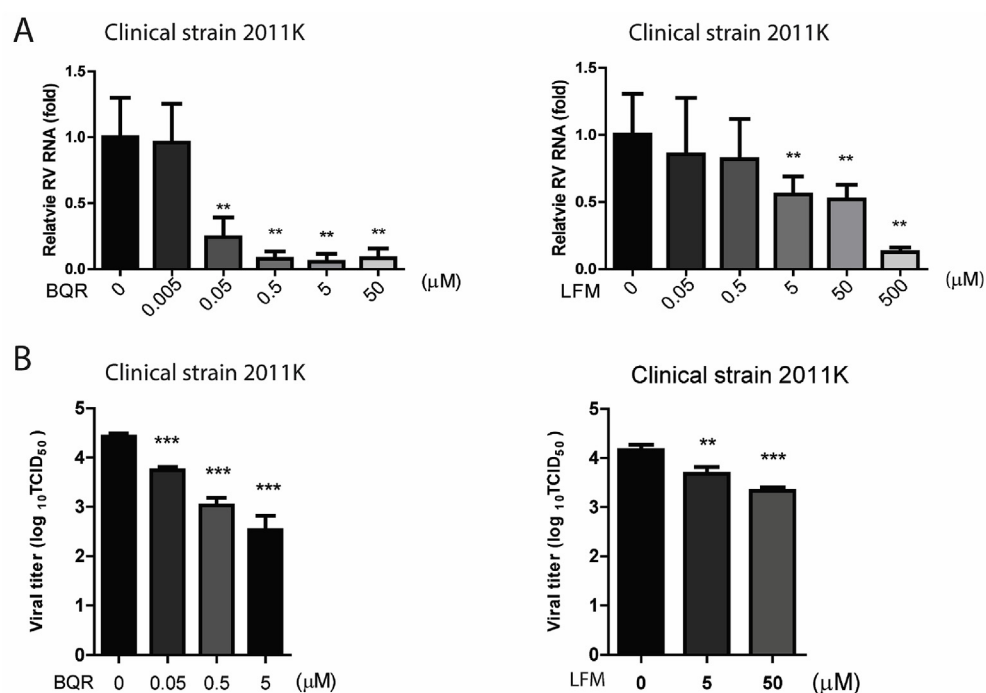 A
Clinical strain 2011K
Relatvie RV RNA (fold)
1.5
1.0
0.5
0.0
** ** ** **
BQR 0 0.005 0.05 0.5 5 50 (μM)
Clinical strain 2011K
Relatvie RV RNA (fold)
1.5
1.0
0.5
0.0
** ** **
LFM 0 0.05 0.5 5 50 500 (μM)
B
Clinical strain 2011K
Viral titer (log 10TCID50 )
5
4
3
2
1
0
*** *** ***
BQR 0 0.05 0.5 5 (μM)
Clinical strain 2011K
Viral titer (log 10TCID50 )
5
4
3
2
1
0
** ***
LFM 0 5 50 (μM)